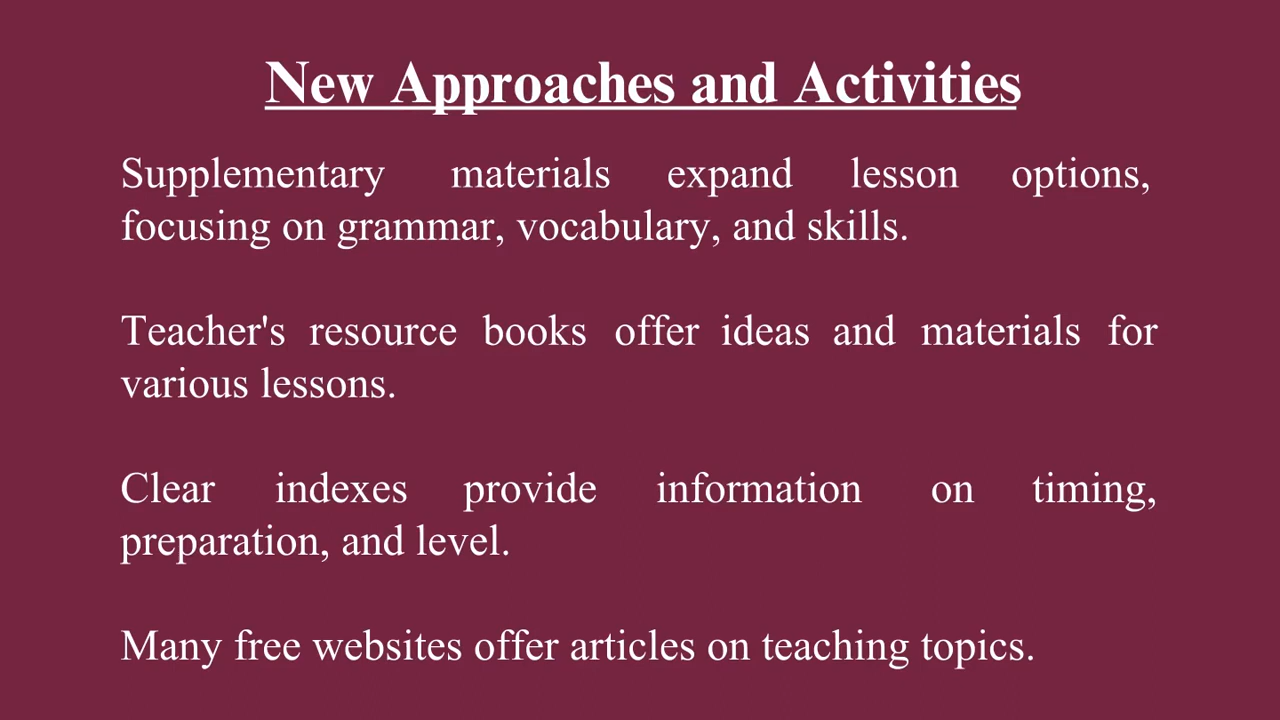 New Approaches and Activities
Supplementary materials expand lesson options,
focusing on grammar, vocabulary, and skills.
Teacher's resource books offer ideas and materials for
various lessons.
Clear indexes provide information on timing,
preparation, and level.
Many free websites offer articles on teaching topics.